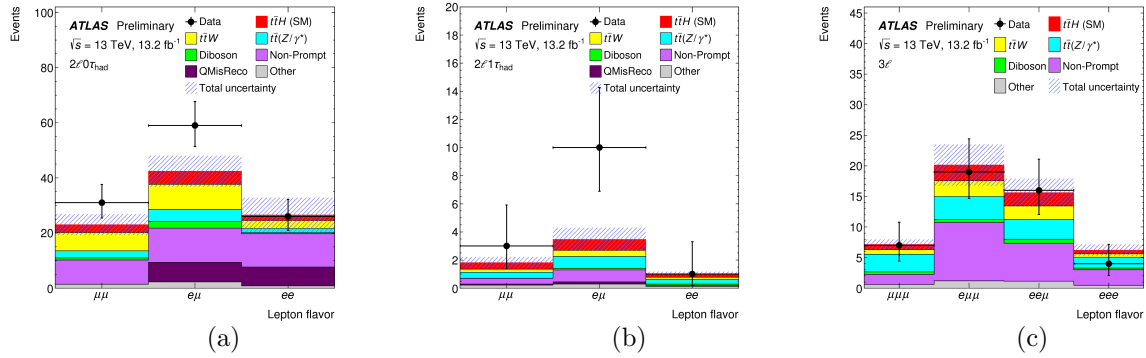 Events
100
80
60
40
20
0
ATLAS Preliminary
√s = 13 TeV, 13.2 fb⁻¹
2ℓ0τhad
Data
tt̄H (SM)
tt̄W
tt̄(Z/γ*)
Diboson
Non-Prompt
QMisReco
Other
Total uncertainty
μμ
eμ
ee
Lepton flavor
(a)
Events
20
18
16
14
12
10
8
6
4
2
0
ATLAS Preliminary
√s = 13 TeV, 13.2 fb⁻¹
2ℓ1τhad
Data
tt̄H (SM)
tt̄W
tt̄(Z/γ*)
Diboson
Non-Prompt
QMisReco
Other
Total uncertainty
μμ
eμ
ee
Lepton flavor
(b)
Events
45
40
35
30
25
20
15
10
5
0
ATLAS Preliminary
√s = 13 TeV, 13.2 fb⁻¹
3ℓ
Data
tt̄H (SM)
tt̄W
tt̄(Z/γ*)
Diboson
Non-Prompt
Other
Total uncertainty
μμμ
eμμ
eeμ
eee
Lepton flavor
(c)